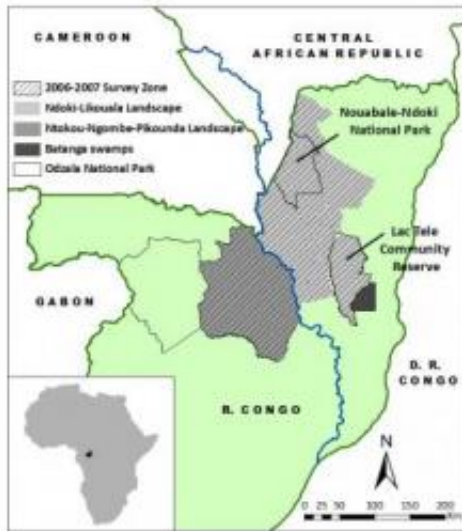 CAMEROON
CENTRAL
AFRICAN REPUBLIC
2006-2007 Survey Zone
Ndoki-Likouala Landscape
Ntokou-Ngombe-Pikounda Landscape
Batanga swamps
Odzala National Park
Nouabale-Ndoki
National Park
Lac Tele
Community
Reserve
GABON
D. R.
CONGO
R. CONGO
N
0 25 50 100 150 200
Km